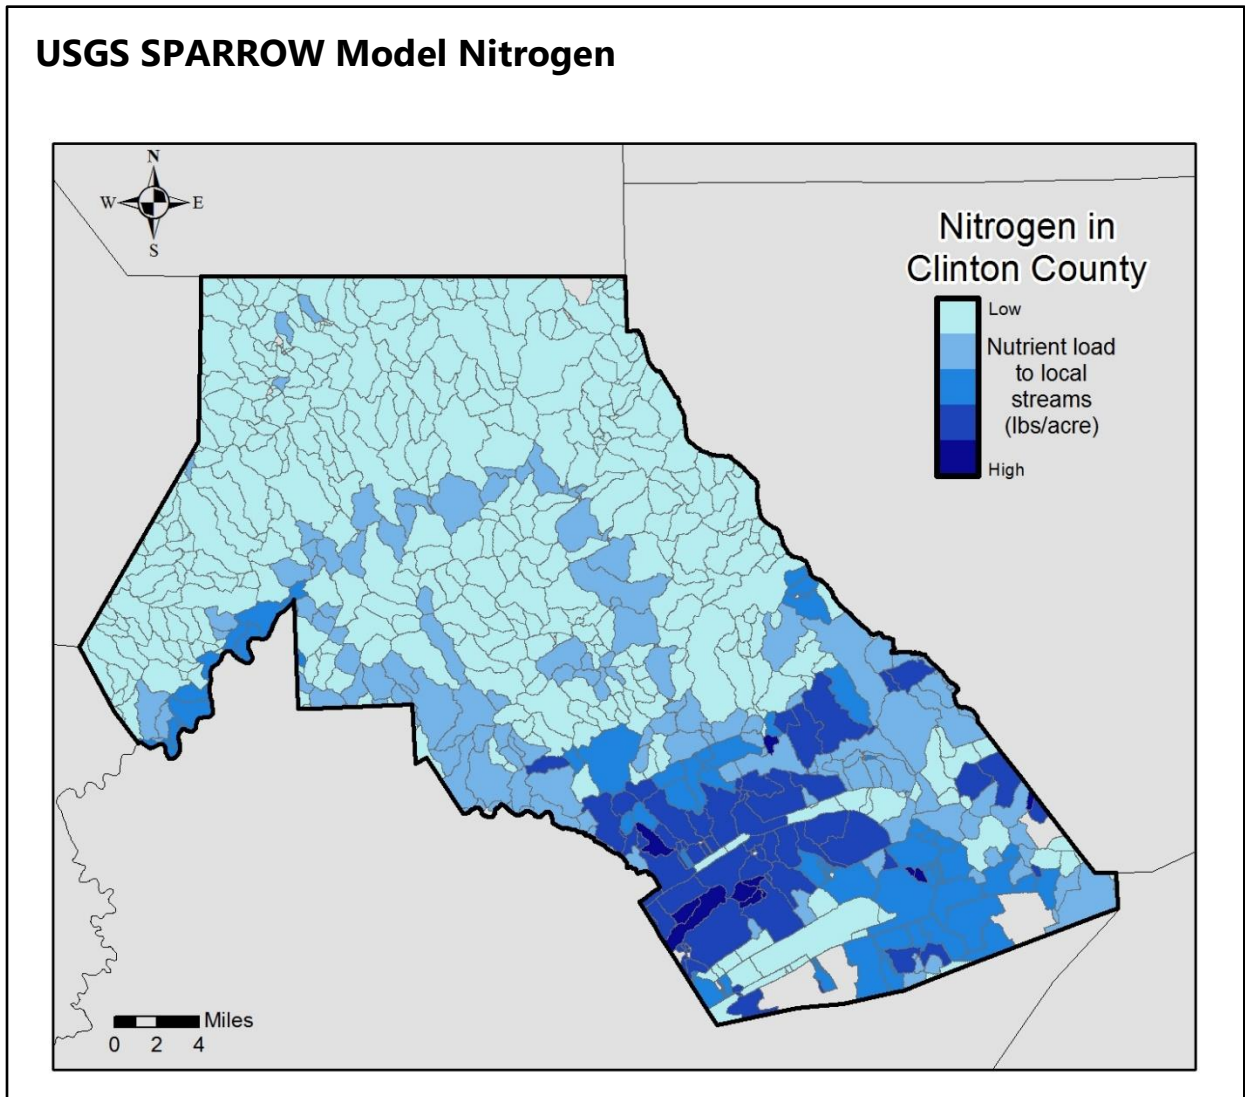 USGS SPARROW Model Nitrogen
N
W E
S
Nitrogen in
Clinton County
Low
Nutrient load
to local
streams
(lbs/acre)
High
Miles
0 2 4